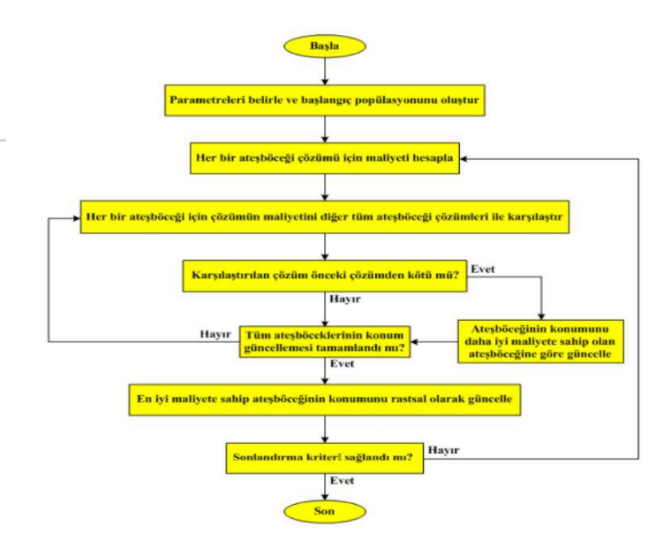 Başla
Parametreleri belirle ve başlangıç popülasyonunu oluştur
Her bir ateşböceği çözümü için maliyeti hesapla
Her bir ateşböceği için çözümün maliyetini diğer tüm ateşböceği çözümleri ile karşılaştır
Karşılaştırılan çözüm önceki çözümden kötü mü?
Evet
Hayır
Ateşböceğinin konumunu
daha iyi maliyete sahip olan
ateşböceğine göre güncelle
Hayır
Tüm ateşböceklerinin konum
güncellemesi tamamlandı mı?
Evet
En iyi maliyete sahip ateşböceğinin konumunu rastsal olarak güncelle
Sonlandırma kriteri sağlandı mı?
Hayır
Evet
Son